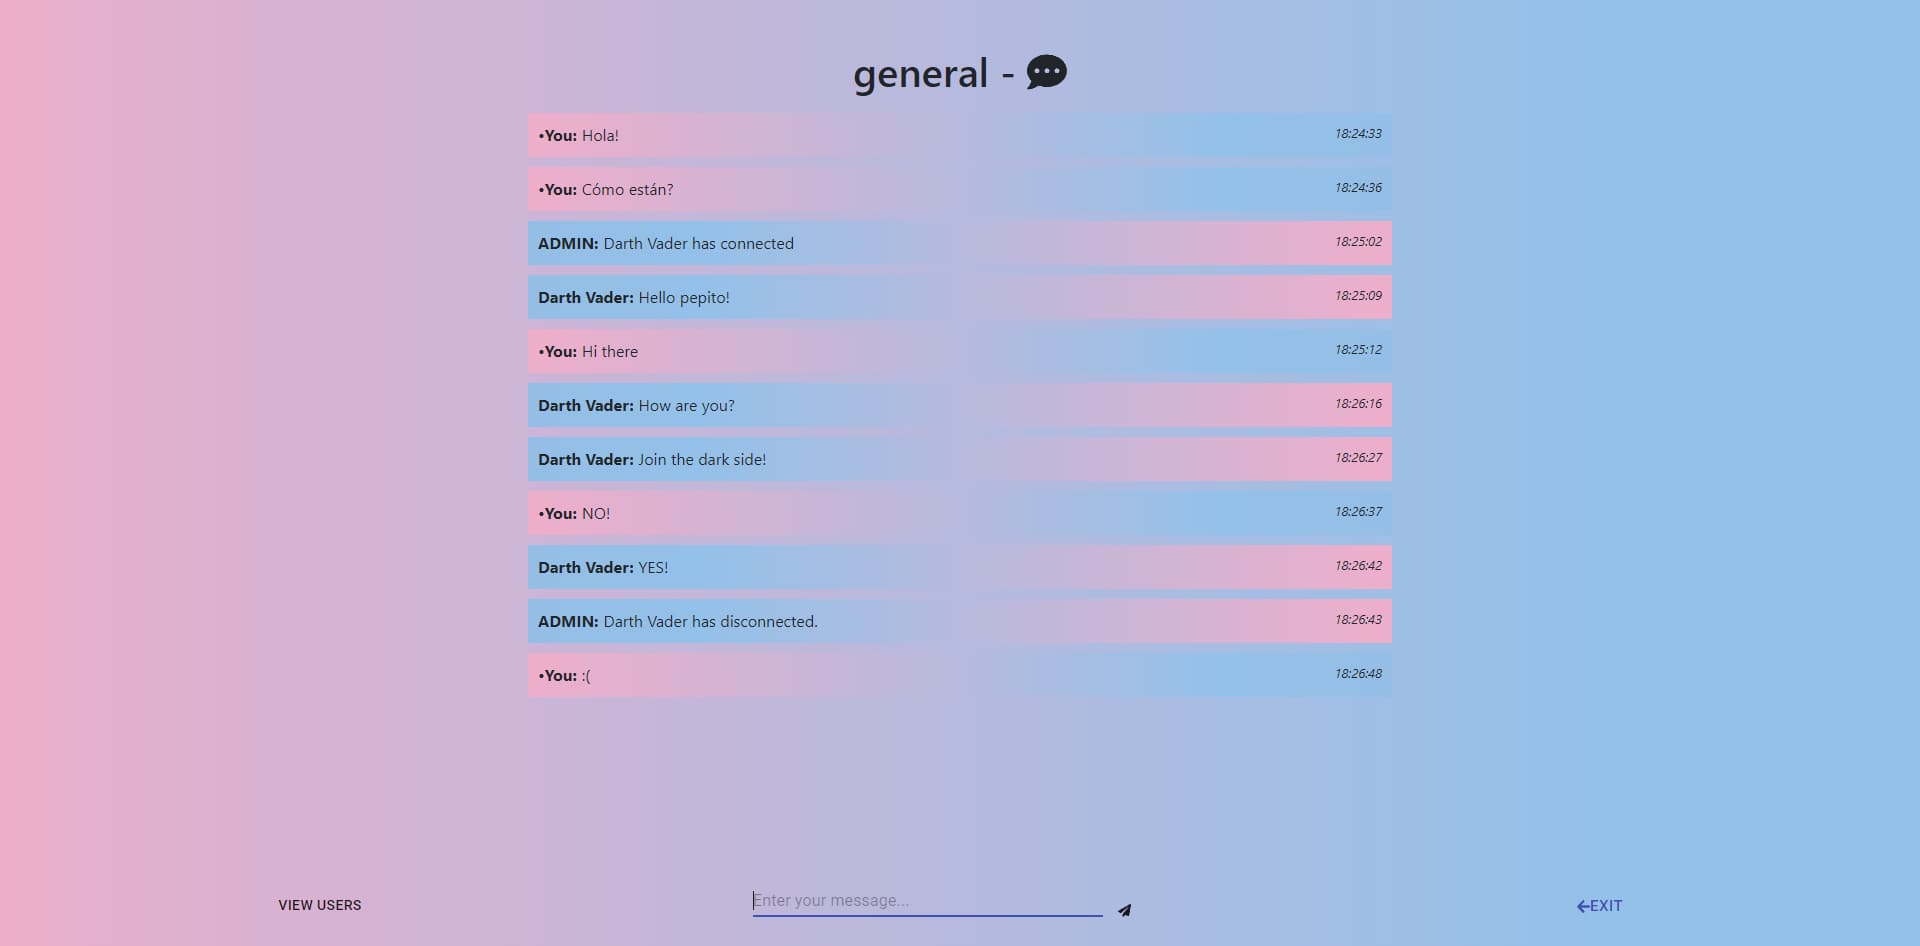 general -
•You: Hola! 18:24:33
•You: Cómo están? 18:24:36
ADMIN: Darth Vader has connected 18:25:02
Darth Vader: Hello pepito! 18:25:09
•You: Hi there 18:25:12
Darth Vader: How are you? 18:26:16
Darth Vader: Join the dark side! 18:26:27
•You: NO! 18:26:37
Darth Vader: YES! 18:26:42
ADMIN: Darth Vader has disconnected. 18:26:43
•You: :( 18:26:48
VIEW USERS Enter your message... EXIT